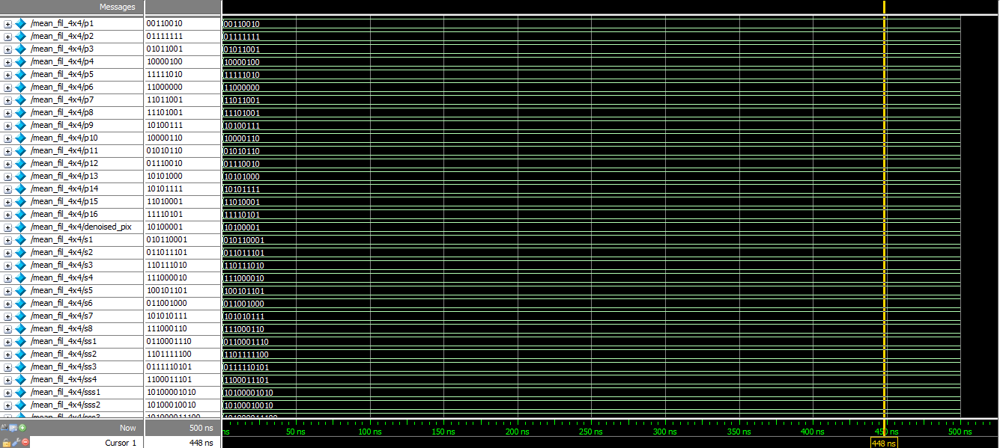 Messages
/mean_fil_4x4/p1 00110010 00110010
/mean_fil_4x4/p2 01111111 01111111
/mean_fil_4x4/p3 01011001 01011001
/mean_fil_4x4/p4 10000100 10000100
/mean_fil_4x4/p5 11111010 11111010
/mean_fil_4x4/p6 11000000 11000000
/mean_fil_4x4/p7 11011001 11011001
/mean_fil_4x4/p8 11101001 11101001
/mean_fil_4x4/p9 10100111 10100111
/mean_fil_4x4/p10 10000110 10000110
/mean_fil_4x4/p11 01010110 01010110
/mean_fil_4x4/p12 01110010 01110010
/mean_fil_4x4/p13 10101000 10101000
/mean_fil_4x4/p14 10101111 10101111
/mean_fil_4x4/p15 11010001 11010001
/mean_fil_4x4/p16 11110101 11110101
/mean_fil_4x4/denoised_pix 10100001 10100001
/mean_fil_4x4/s1 010110001 010110001
/mean_fil_4x4/s2 011011101 011011101
/mean_fil_4x4/s3 110111010 110111010
/mean_fil_4x4/s4 111000010 111000010
/mean_fil_4x4/s5 100101101 100101101
/mean_fil_4x4/s6 011001000 011001000
/mean_fil_4x4/s7 101010111 101010111
/mean_fil_4x4/s8 111000110 111000110
/mean_fil_4x4/ss1 0110001110 0110001110
/mean_fil_4x4/ss2 1101111100 1101111100
/mean_fil_4x4/ss3 0111110101 0111110101
/mean_fil_4x4/ss4 1100011101 1100011101
/mean_fil_4x4/sss1 10100001010 10100001010
/mean_fil_4x4/sss2 10100010010 10100010010
/mean_fil_4x4/sss3 101000011100 101000011100
Now 500 ns ns 50 ns 100 ns 150 ns 200 ns 250 ns 300 ns 350 ns 400 ns 450 ns 500 ns
Cursor 1 448 ns 448 ns